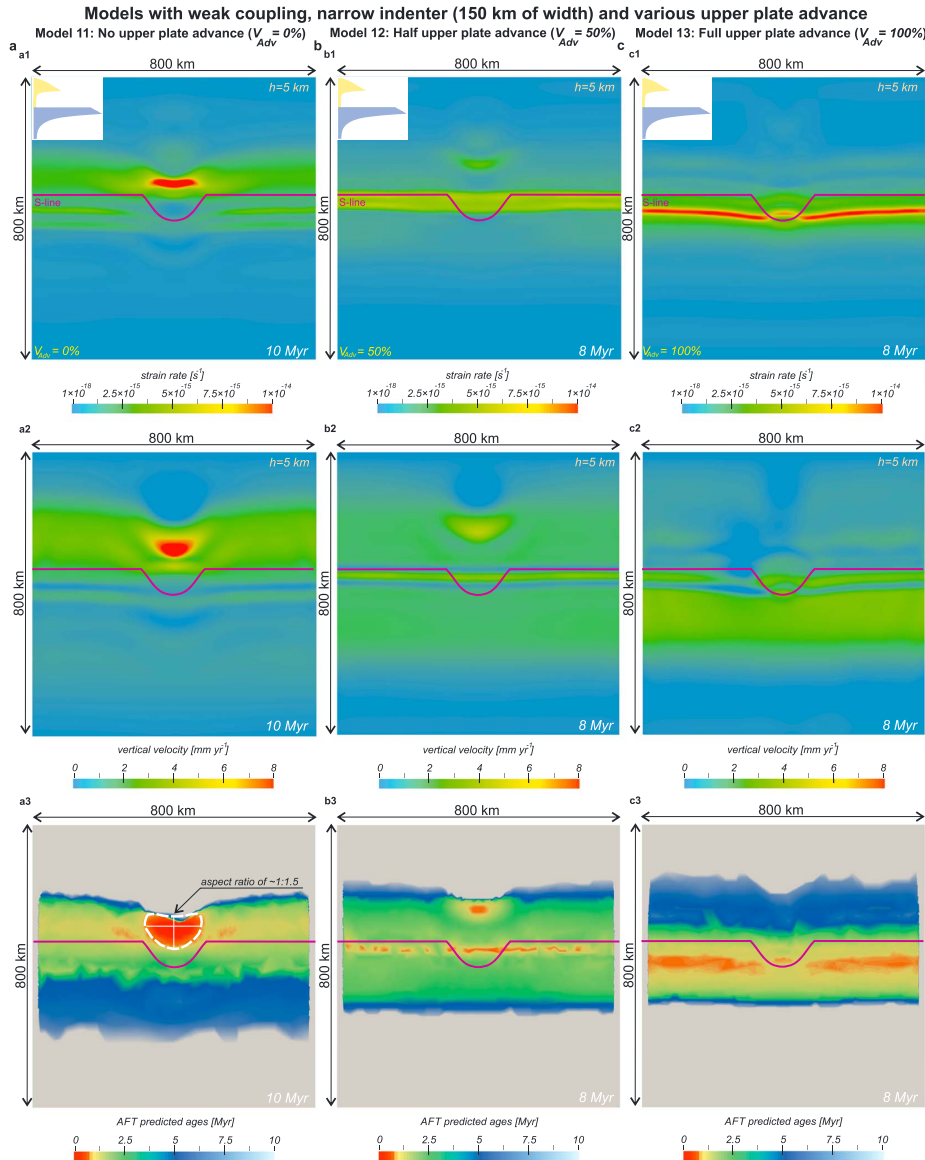 Models with weak coupling, narrow indenter (150 km of width) and various upper plate advance
Model 11: No upper plate advance (V_Adv = 0%)
Model 12: Half upper plate advance (V_Adv = 50%)
Model 13: Full upper plate advance (V_Adv = 100%)
a a1 b b1 c c1
800 km 800 km 800 km
h=5 km h=5 km h=5 km
S-line S-line S-line
800 km 800 km 800 km
V_Adv = 0% 10 Myr V_Adv = 50% 8 Myr V_Adv = 100% 8 Myr
strain rate [s⁻¹] strain rate [s⁻¹] strain rate [s⁻¹]
1×10⁻¹⁸ 2.5×10⁻¹⁵ 5×10⁻¹⁵ 7.5×10⁻¹⁵ 1×10⁻¹⁴ 1×10⁻¹⁸ 2.5×10⁻¹⁵ 5×10⁻¹⁵ 7.5×10⁻¹⁵ 1×10⁻¹⁴ 1×10⁻¹⁸ 2.5×10⁻¹⁵ 5×10⁻¹⁵ 7.5×10⁻¹⁵ 1×10⁻¹⁴
a2 b2 c2
800 km 800 km 800 km
h=5 km h=5 km h=5 km
800 km 800 km 800 km
10 Myr 8 Myr 8 Myr
vertical velocity [mm yr⁻¹] vertical velocity [mm yr⁻¹] vertical velocity [mm yr⁻¹]
0 2 4 6 8 0 2 4 6 8 0 2 4 6 8
a3 b3 c3
800 km 800 km 800 km
aspect ratio of ~1:1.5
800 km 800 km 800 km
10 Myr 8 Myr 8 Myr
AFT predicted ages [Myr] AFT predicted ages [Myr] AFT predicted ages [Myr]
0 2.5 5 7.5 10 0 2.5 5 7.5 10 0 2.5 5 7.5 10